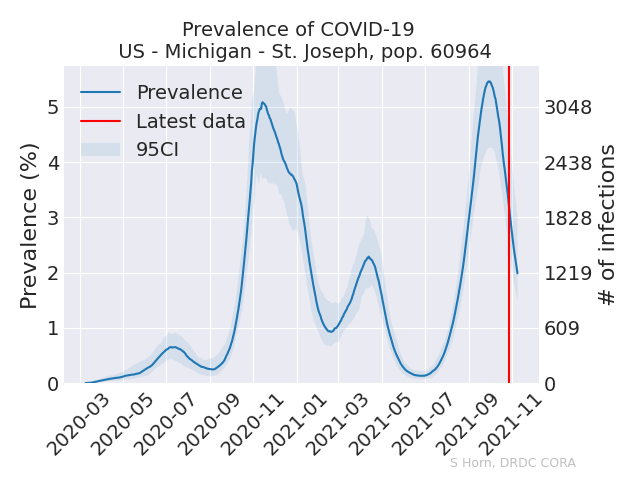 Prevalence of COVID-19
US - Michigan - St. Joseph, pop. 60964
Prevalence
Latest data
95CI
Prevalence (%)
5
4
3
2
1
0
3048
2438
1828
1219
609
0
# of infections
2020-03
2020-05
2020-07
2020-09
2020-11
2021-01
2021-03
2021-05
2021-07
2021-09
2021-11
S Horn, DRDC CORA